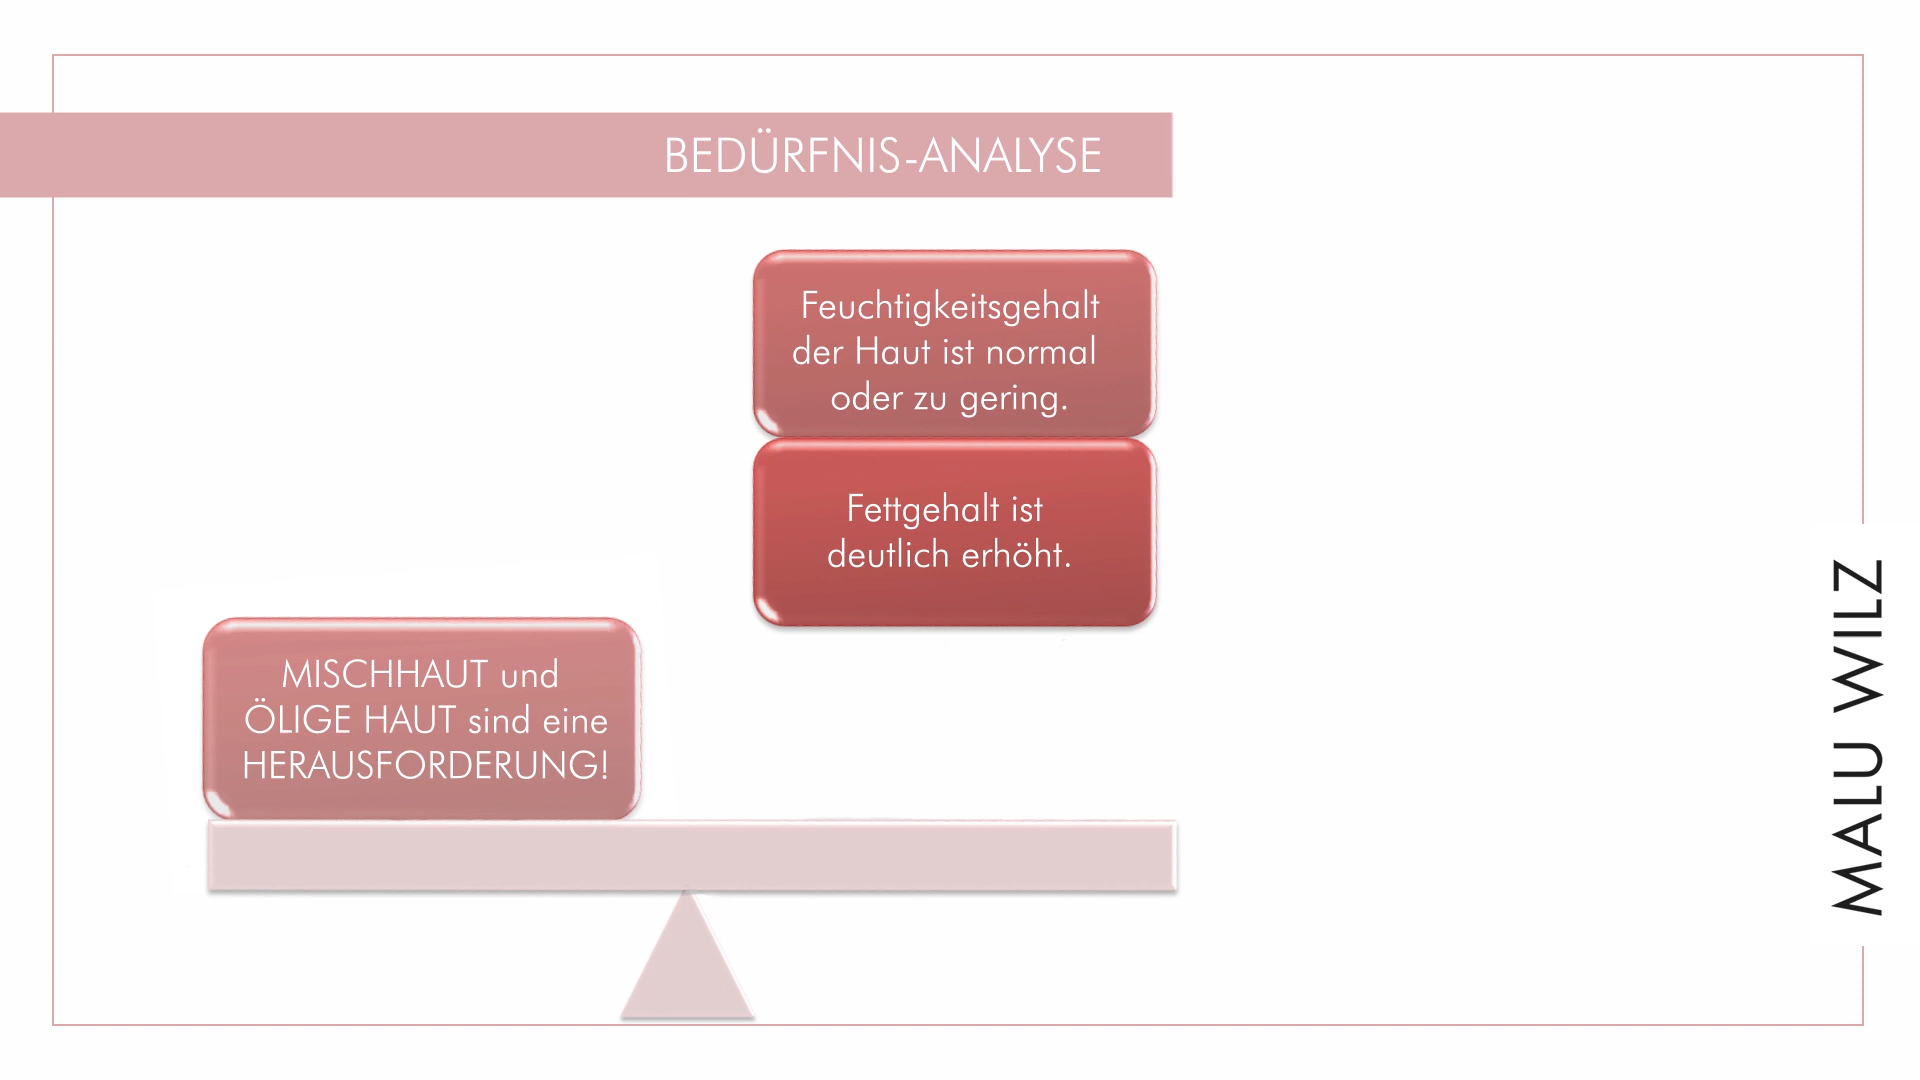 BEDÜRFNIS-ANALYSE
Feuchtigkeitsgehalt
der Haut ist normal
oder zu gering.
Fettgehalt ist
deutlich erhöht.
MISCHHAUT und
ÖLIGE HAUT sind eine
HERAUSFORDERUNG!
MALU WILZ